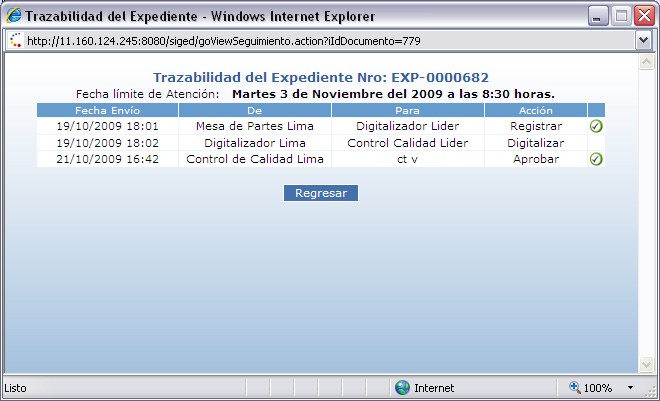 Trazabilidad del Expediente - Windows Internet Explorer
http://11.160.124.245:8080/siged/goViewSeguimiento.action?iIdDocumento=779
Trazabilidad del Expediente Nro: EXP-0000682
Fecha límite de Atención: Martes 3 de Noviembre del 2009 a las 8:30 horas.
Fecha Envío De Para Acción
19/10/2009 18:01 Mesa de Partes Lima Digitalizador Lider Registrar
19/10/2009 18:02 Digitalizador Lima Control Calidad Lider Digitalizar
21/10/2009 16:42 Control de Calidad Lima ct v Aprobar
Regresar
Listo Internet 100%